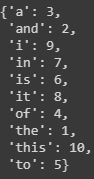 {'a': 3,
'and': 2,
'i': 9,
'in': 7,
'is': 6,
'it': 8,
'of': 4,
'the': 1,
'this': 10,
'to': 5}